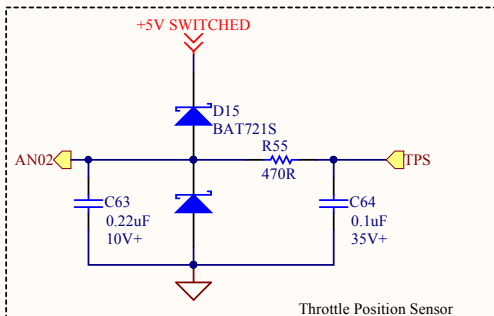 +5V SWITCHED
D15
BAT721S
R55
AN02
TPS
470R
C63
C64
0.22uF
0.1uF
10V+
35V+
Throttle Position Sensor